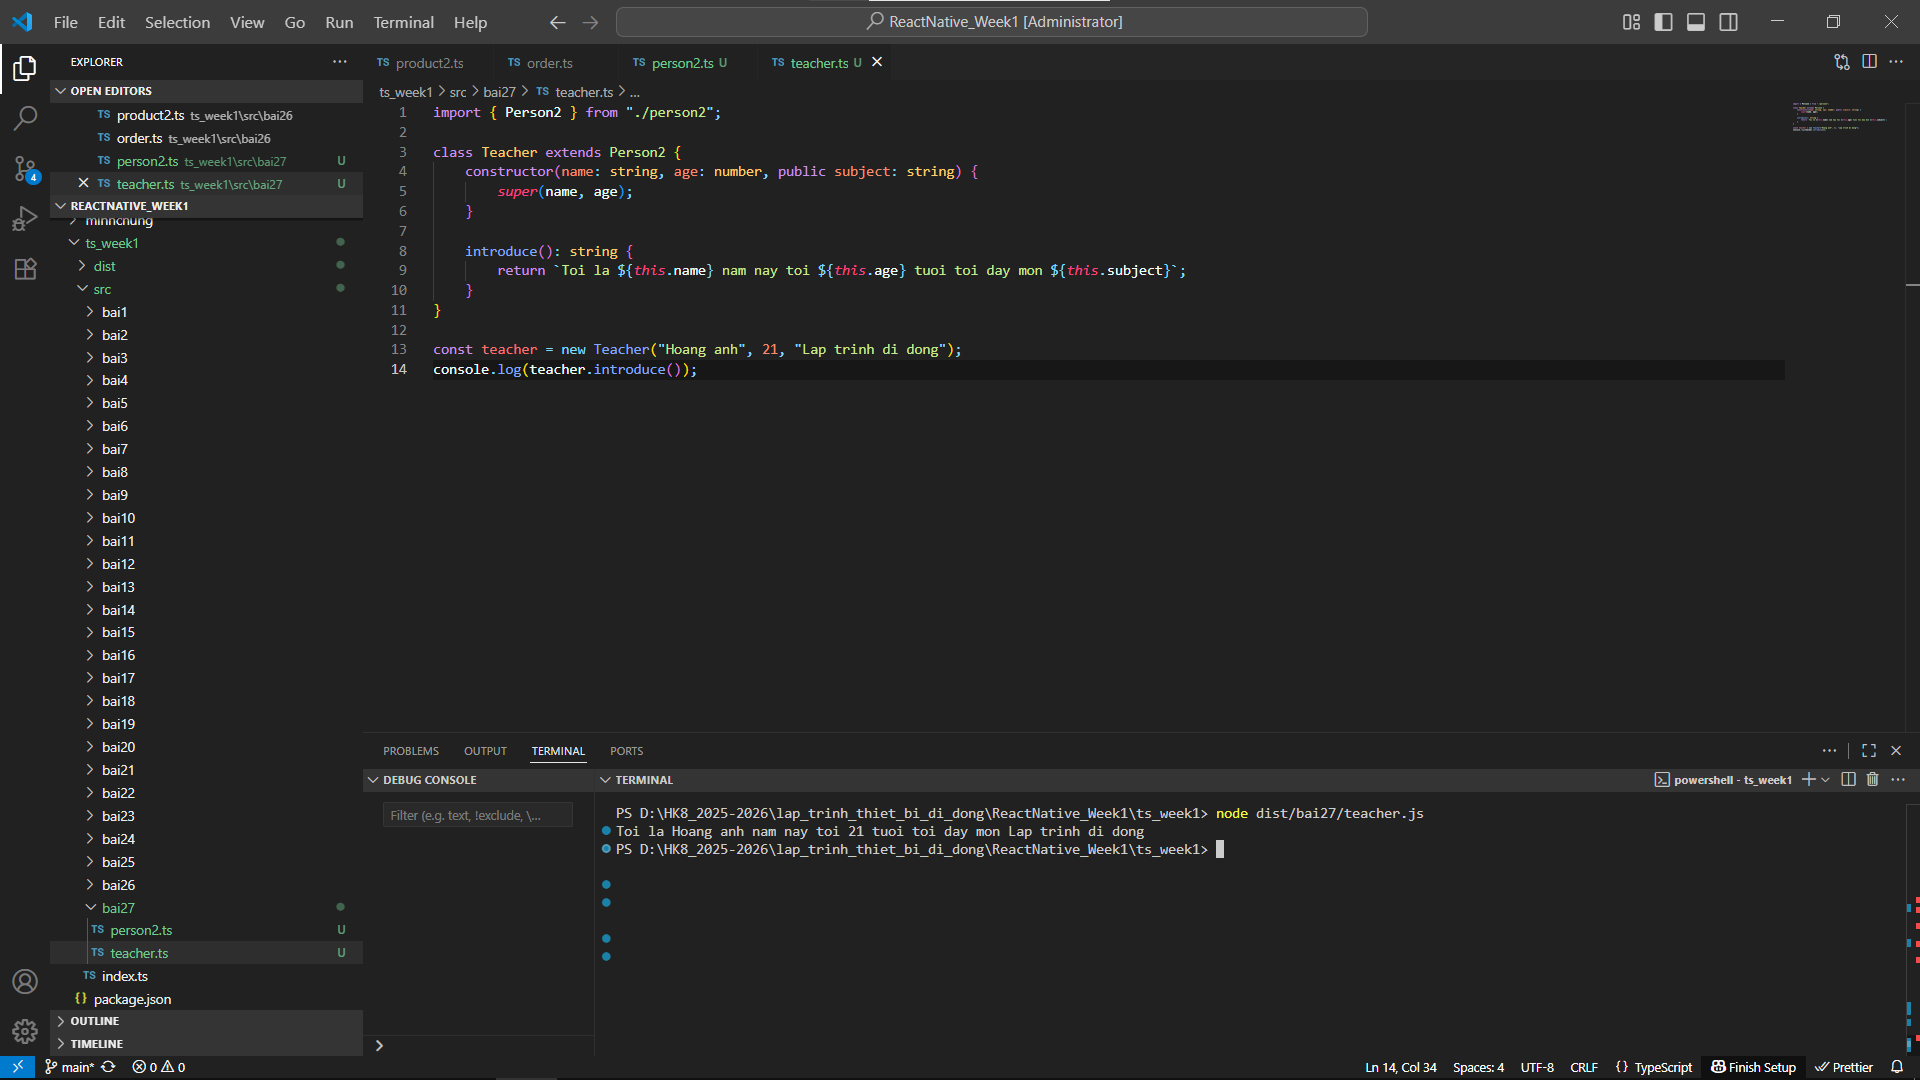 File Edit Selection View Go Run Terminal Help
ReactNative_Week1 [Administrator]
EXPLORER
OPEN EDITORS
TS product2.ts ts_week1\src\bai26
TS order.ts ts_week1\src\bai26
TS person2.ts ts_week1\src\bai27 U
TS teacher.ts ts_week1\src\bai27 U
REACTNATIVE_WEEK1
minhchung
ts_week1
dist
src
bai1
bai2
bai3
bai4
bai5
bai6
bai7
bai8
bai9
bai10
bai11
bai12
bai13
bai14
bai15
bai16
bai17
bai18
bai19
bai20
bai21
bai22
bai23
bai24
bai25
bai26
bai27
TS person2.ts U
TS teacher.ts U
TS index.ts
{} package.json
OUTLINE
TIMELINE
TS product2.ts TS order.ts TS person2.ts U TS teacher.ts U
ts_week1 > src > bai27 > TS teacher.ts > ...
1 import { Person2 } from "./person2";
2
3 class Teacher extends Person2 {
4 constructor(name: string, age: number, public subject: string) {
5 super(name, age);
6 }
7
8 introduce(): string {
9 return `Toi la ${this.name} nam nay toi ${this.age} tuoi toi day mon ${this.subject}`;
10 }
11 }
12
13 const teacher = new Teacher("Hoang anh", 21, "Lap trinh di dong");
14 console.log(teacher.introduce());
PROBLEMS OUTPUT TERMINAL PORTS
DEBUG CONSOLE
Filter (e.g. text, !exclude, \...
TERMINAL
powershell - ts_week1
PS D:\HK8_2025-2026\lap_trinh_thiet_bi_di_dong\ReactNative_Week1\ts_week1> node dist/bai27/teacher.js
Toi la Hoang anh nam nay toi 21 tuoi toi day mon Lap trinh di dong
PS D:\HK8_2025-2026\lap_trinh_thiet_bi_di_dong\ReactNative_Week1\ts_week1>
4
main* 0 0
Ln 14, Col 34 Spaces: 4 UTF-8 CRLF {} TypeScript Finish Setup Prettier